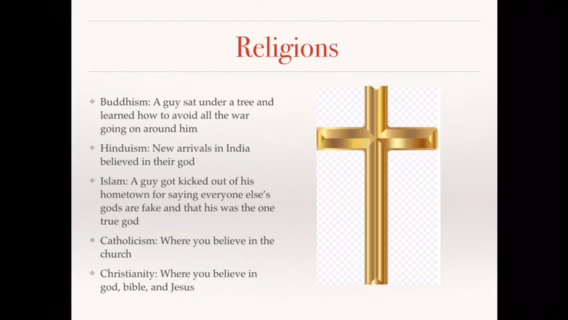 Religions
Buddhism: A guy sat under a tree and
learned how to avoid all the war
going on around him
Hinduism: New arrivals in India
believed in their god
Islam: A guy got kicked out of his
hometown for saying everyone else's
gods are fake and that his was the one
true god
Catholicism: Where you believe in the
church
Christianity: Where you believe in
god, bible, and Jesus